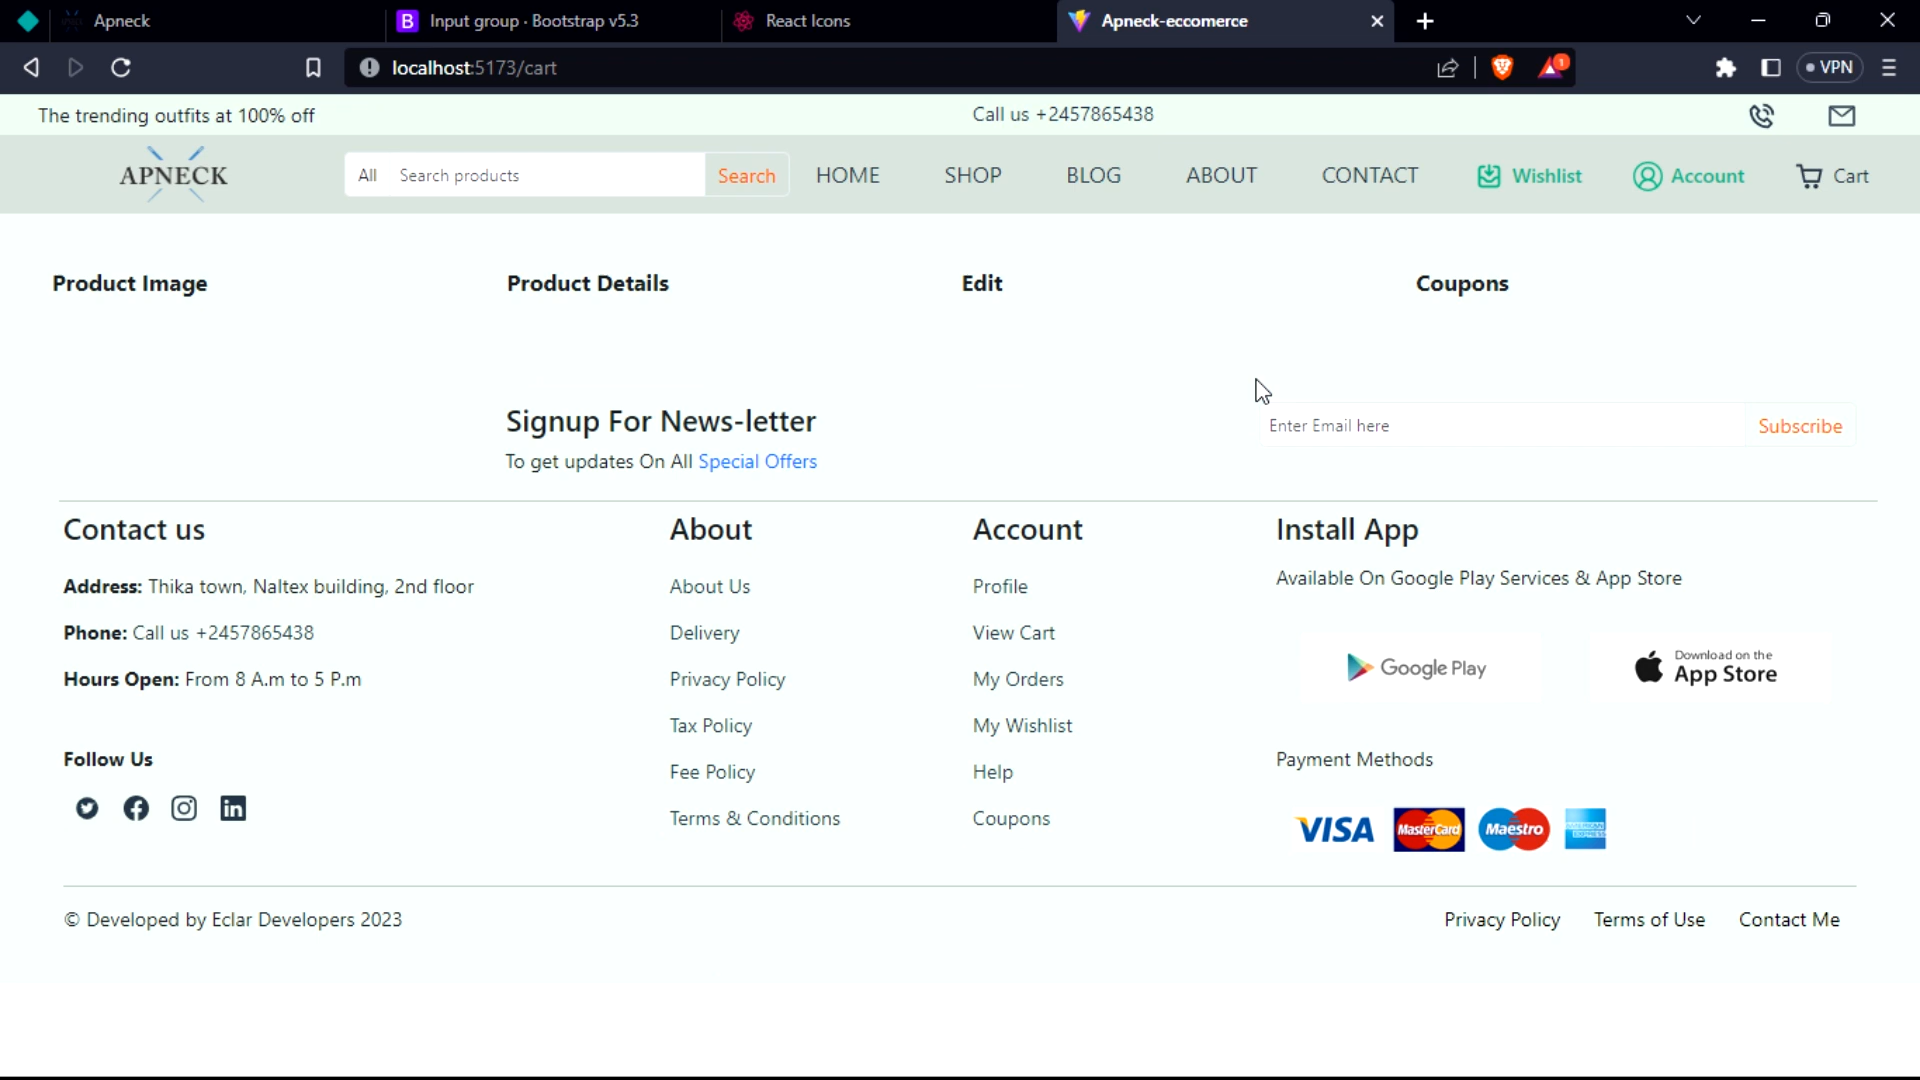 Apneck
Input group · Bootstrap v5.3
React Icons
Apneck-eccomerce
localhost:5173/cart
1
VPN
The trending outfits at 100% off
Call us +2457865438
APNECK
All
Search products
Search
HOME
SHOP
BLOG
ABOUT
CONTACT
Wishlist
Account
Cart
Product Image
Product Details
Edit
Coupons
Signup For News-letter
To get updates On All Special Offers
Enter Email here
Subscribe
Contact us
Address: Thika town, Naltex building, 2nd floor
Phone: Call us +2457865438
Hours Open: From 8 A.m to 5 P.m
Follow Us
About
About Us
Delivery
Privacy Policy
Tax Policy
Fee Policy
Terms & Conditions
Account
Profile
View Cart
My Orders
My Wishlist
Help
Coupons
Install App
Available On Google Play Services & App Store
Google Play
Download on the
App Store
Payment Methods
VISA
MasterCard
Maestro
AMERICAN
EXPRESS
© Developed by Eclar Developers 2023
Privacy Policy
Terms of Use
Contact Me